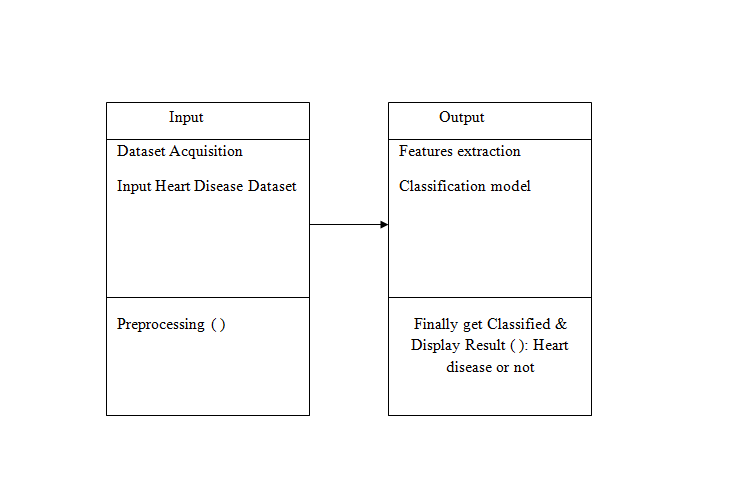 Input
Dataset Acquisition
Input Heart Disease Dataset
Preprocessing ( )
Output
Features extraction
Classification model
Finally get Classified &
Display Result ( ): Heart
disease or not